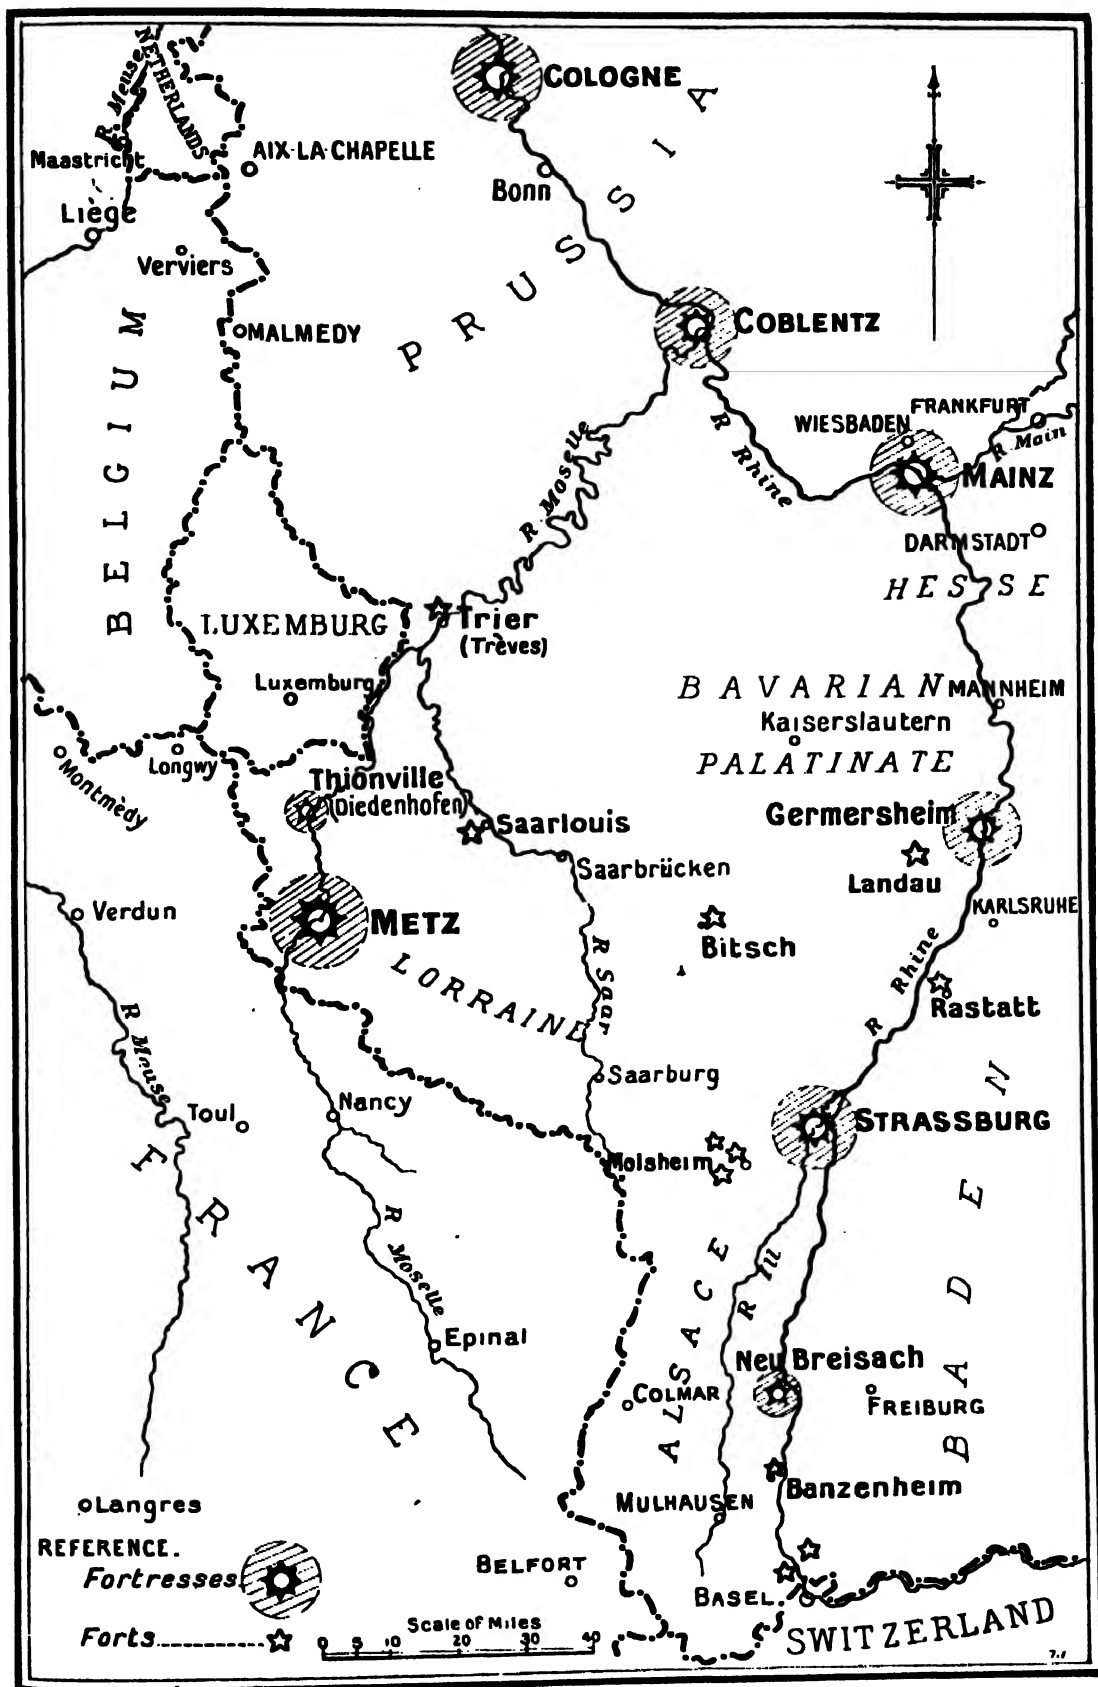 R Meuse
NETHERLANDS
COLOGNE
PRUSSIA
Maastricht
AIX-LA-CHAPELLE
Bonn
Liège
Verviers
MALMEDY
BELGIUM
COBLENTZ
R Rhine
WIESBADEN
FRANKFURT
R Main
MAINZ
DARMSTADT
HESSE
R. Moselle
LUXEMBURG
Trier
(Trèves)
Luxemburg
BAVARIAN
MANNHEIM
Kaiserslautern
PALATINATE
Longwy
Montmèdy
Thionville
(Diedenhofen)
Saarlouis
Germersheim
Saarbrücken
Landau
Verdun
METZ
KARLSRUHE
Bitsch
LORRAINE
R Saar
R Rhine
Rastatt
R Meuse
Saarburg
Nancy
Toul
STRASSBURG
Molsheim
FRANCE
R Moselle
ALSACE
R Ill
BADEN
Epinal
Neu Breisach
COLMAR
FREIBURG
Banzenheim
Langres
MULHAUSEN
REFERENCE.
Fortresses.
BELFORT
BASEL.
Forts
Scale of Miles
0 5 10 20 30 40
SWITZERLAND